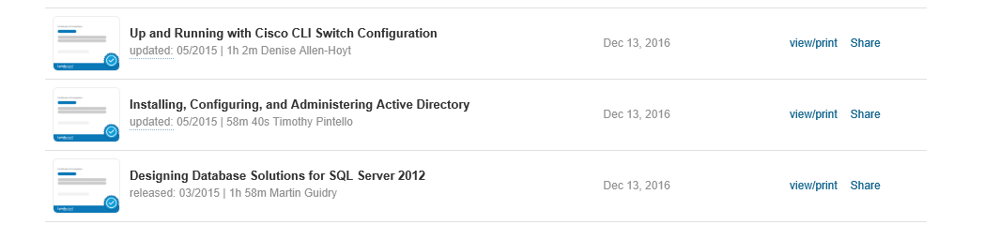 Up and Running with Cisco CLI Switch Configuration
updated: 05/2015 | 1h 2m Denise Allen-Hoyt
Dec 13, 2016
view/print Share
Installing, Configuring, and Administering Active Directory
updated: 05/2015 | 58m 40s Timothy Pintello
Dec 13, 2016
view/print Share
Designing Database Solutions for SQL Server 2012
released: 03/2015 | 1h 58m Martin Guidry
Dec 13, 2016
view/print Share